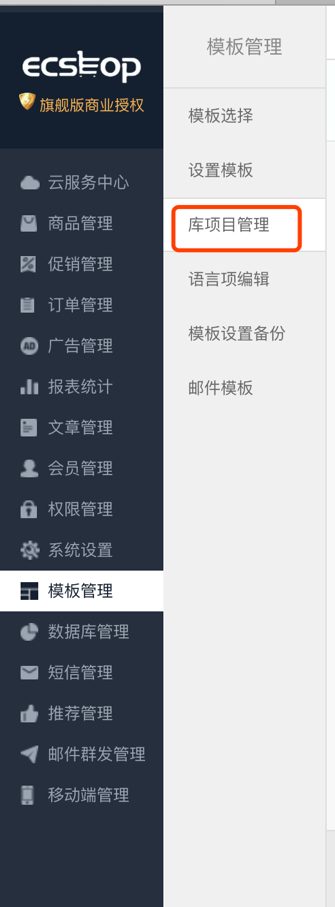 ecshop
旗舰版商业授权
云服务中心
商品管理
促销管理
订单管理
AD
广告管理
报表统计
文章管理
会员管理
权限管理
系统设置
模板管理
数据库管理
短信管理
推荐管理
邮件群发管理
移动端管理
模板管理
模板选择
设置模板
库项目管理
语言项编辑
模板设置备份
邮件模板